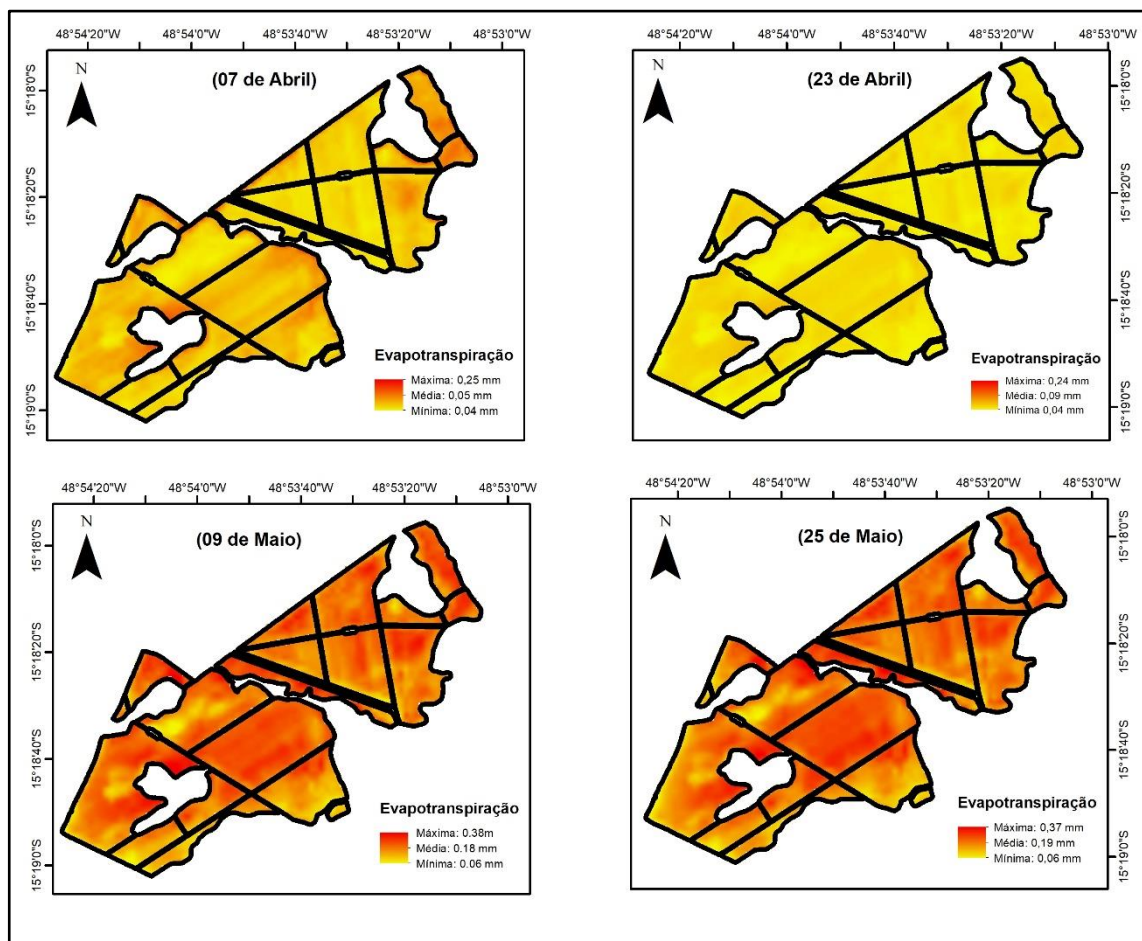 48°54'20"W 48°54'0"W 48°53'40"W 48°53'20"W 48°53'0"W
N
(07 de Abril)
15°18'0"S
15°18'20"S
15°18'40"S
15°19'0"S
Evapotranspiração
Máxima: 0,25 mm
Média: 0,05 mm
Mínima: 0,04 mm
48°54'20"W 48°54'0"W 48°53'40"W 48°53'20"W 48°53'0"W
N
(23 de Abril)
15°18'0"S
15°18'20"S
15°18'40"S
15°19'0"S
Evapotranspiração
Máxima: 0,24 mm
Média: 0,09 mm
Mínima 0,04 mm
48°54'20"W 48°54'0"W 48°53'40"W 48°53'20"W 48°53'0"W
N
(09 de Maio)
15°18'0"S
15°18'20"S
15°18'40"S
15°19'0"S
Evapotranspiração
Máxima: 0.38m
Média: 0.18 mm
Mínima: 0.06 mm
48°54'20"W 48°54'0"W 48°53'40"W 48°53'20"W 48°53'0"W
N
(25 de Maio)
15°18'0"S
15°18'20"S
15°18'40"S
15°19'0"S
Evapotranspiração
Máxima: 0,37 mm
Média: 0,19 mm
Mínima: 0,06 mm